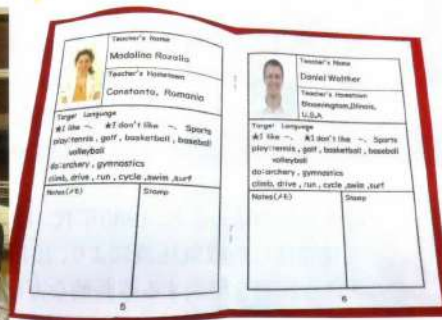 Teacher's Name
Madalina Rozalia
Teacher's Hometown
Constanta, Romania
Target Language
★I like ～. ★I don't like ～. Sports
play:tennis, golf, basketball, baseball
volleyball
do:archery, gymnastics
climb, drive, run, cycle, swim, surf
Notes(メモ)
Stamp
5
Teacher's Name
Daniel Walther
Teacher's Hometown
Bloomington, Illinois,
U.S.A
Target Language
★I like ～. ★I don't like ～. Sports
play:tennis, golf, basketball, baseball
volleyball
do:archery, gymnastics
climb, drive, run, cycle, swim, surf
Notes(メモ)
Stamp
6